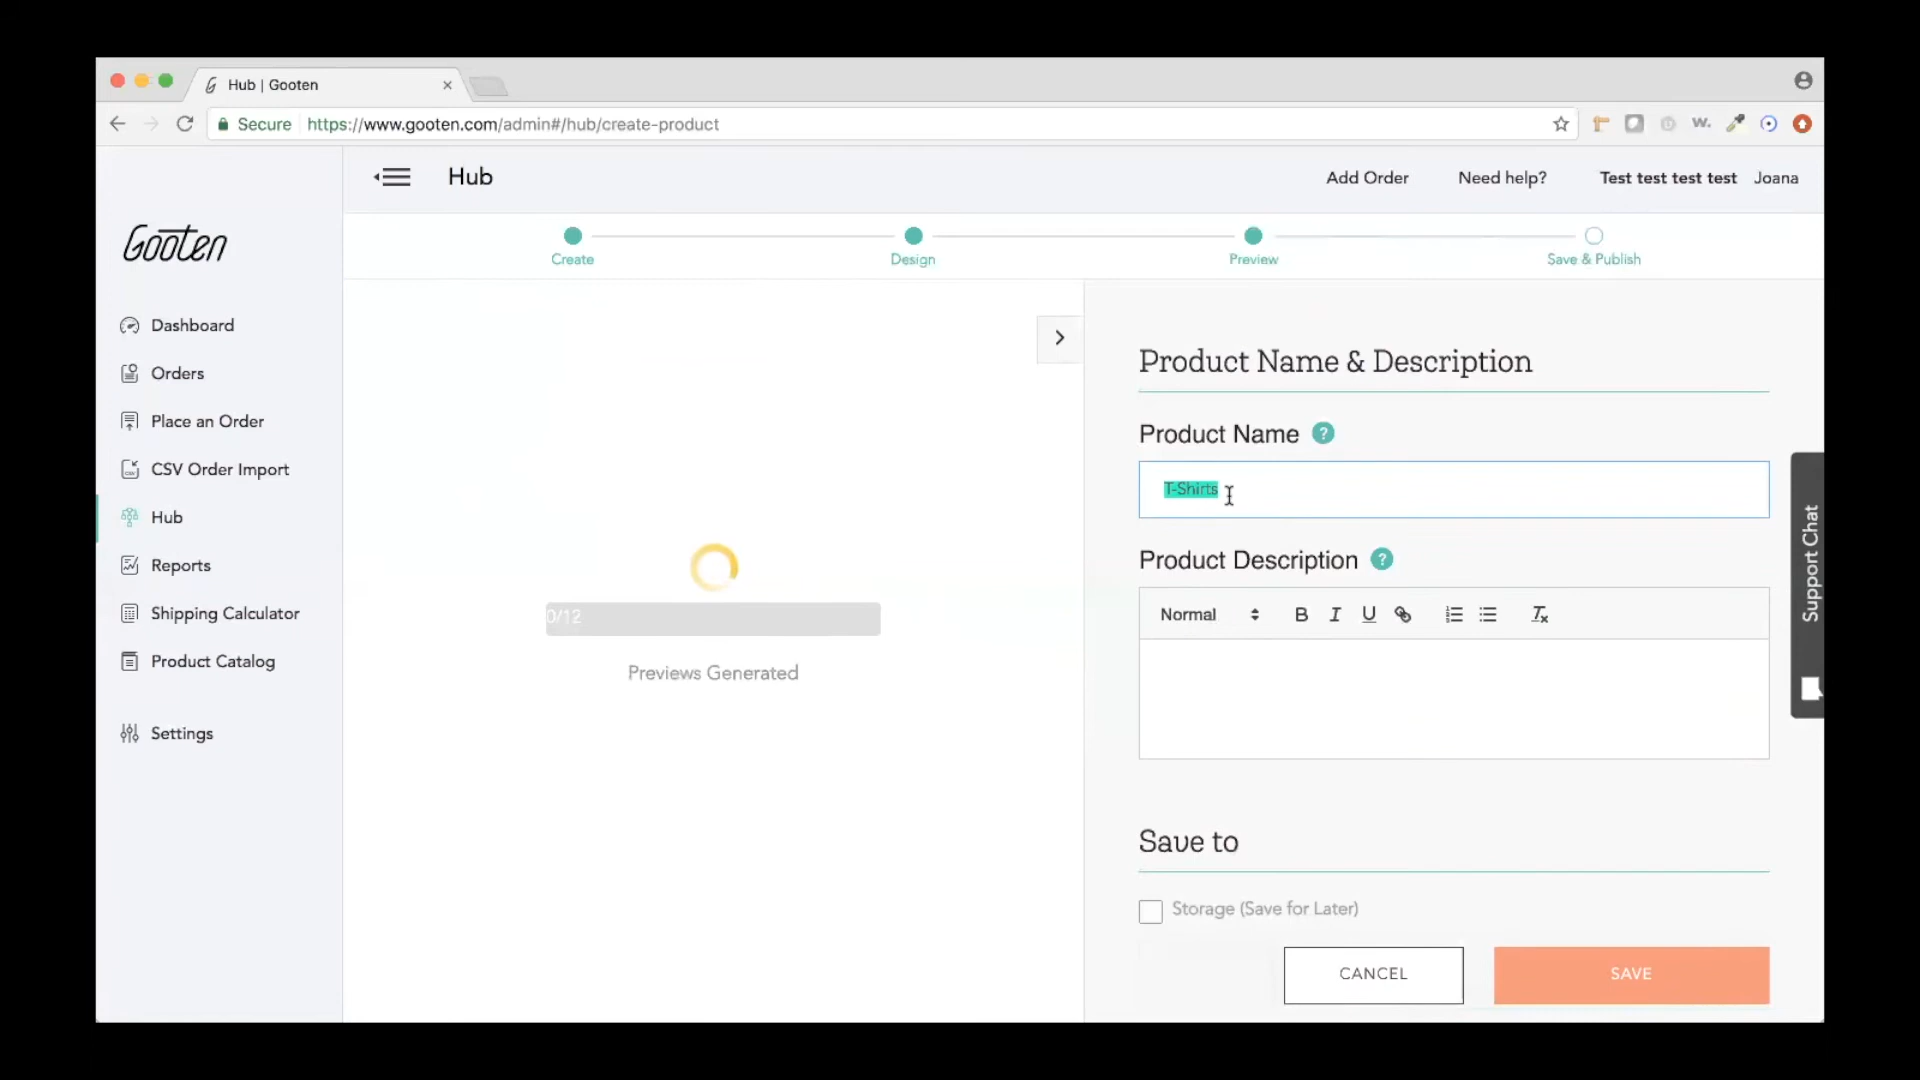 Hub | Gooten
Secure https://www.gooten.com/admin#/hub/create-product
Hub
Add Order Need help? Test test test test Joana
Gooten
Create Design Preview Save & Publish
Dashboard
Orders
Place an Order
CSV Order Import
Hub
Reports
Shipping Calculator
Product Catalog
Settings
0/12
Previews Generated
Product Name & Description
Product Name ?
T-Shirts
Product Description ?
Normal B I U
Save to
Storage (Save for Later)
CANCEL SAVE
Support Chat